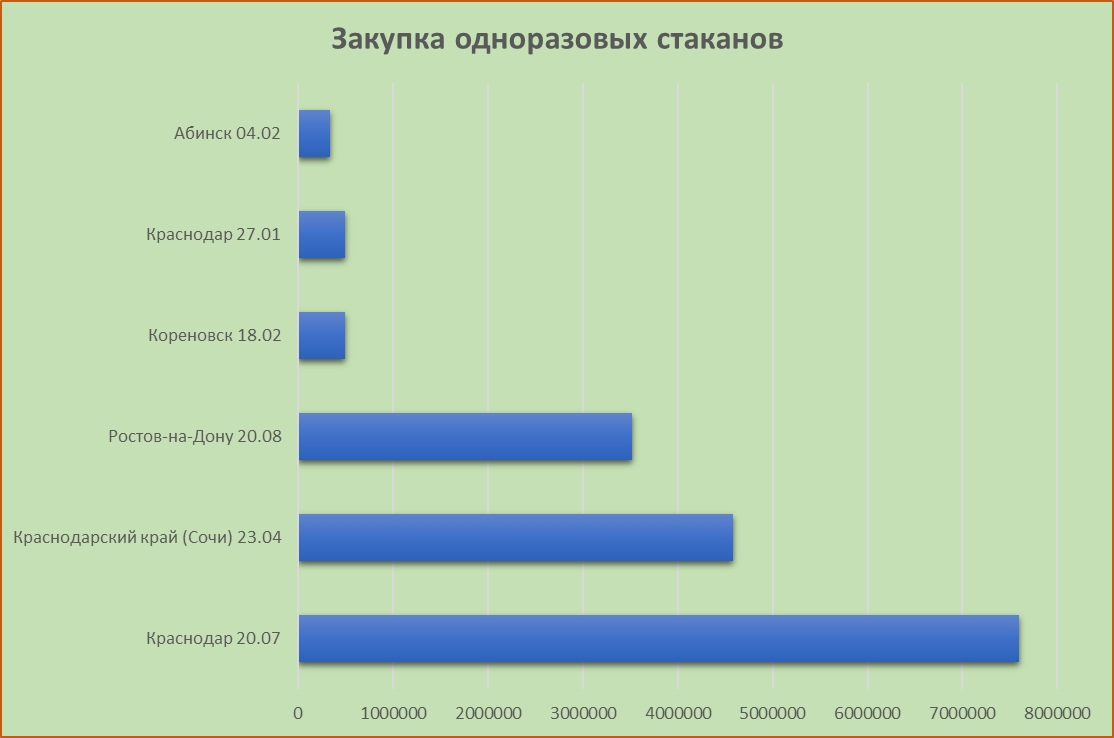 Закупка одноразовых стаканов
Абинск 04.02
Краснодар 27.01
Кореновск 18.02
Ростов-на-Дону 20.08
Краснодарский край (Сочи) 23.04
Краснодар 20.07
0 1000000 2000000 3000000 4000000 5000000 6000000 7000000 8000000